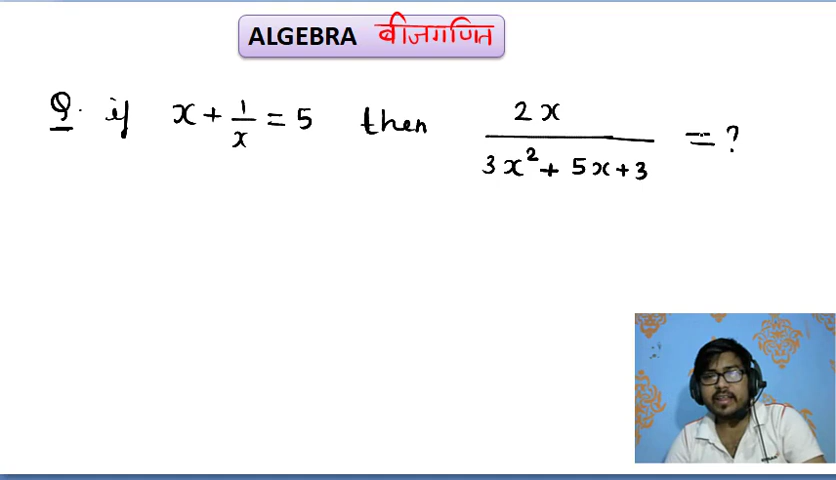 ALGEBRA बीजगणित
Q. if x + 1/x = 5 then 2x / 3x² + 5x + 3 = ?